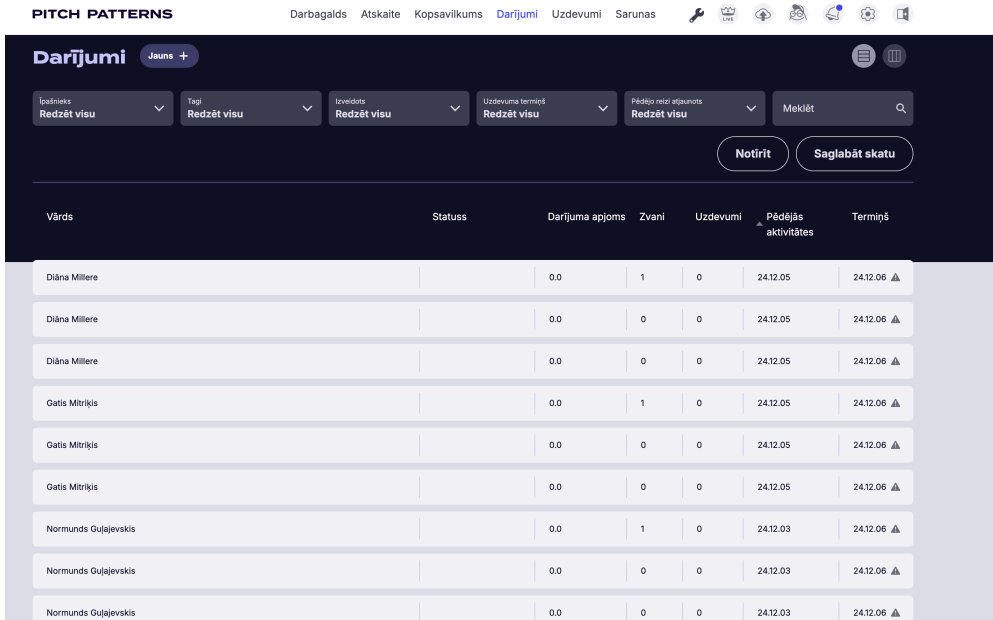 PITCH PATTERNS
Darbagalds Atskaite Kopsavilkums Darījumi Uzdevumi Sarunas
LIVE
Darījumi Jauns +
Īpašnieks Tagi Izveidots Uzdevuma termiņš Pēdējo reizi atjaunots
Redzēt visu Redzēt visu Redzēt visu Redzēt visu Redzēt visu Meklēt
Notīrīt Saglabāt skatu
Vārds Statuss Darījuma apjoms Zvani Uzdevumi Pēdējās Termiņš
aktivitātes
Diāna Millere 0.0 1 0 24.12.05 24.12.06
Diāna Millere 0.0 0 0 24.12.05 24.12.06
Diāna Millere 0.0 0 0 24.12.05 24.12.06
Gatis Mitriķis 0.0 1 0 24.12.05 24.12.06
Gatis Mitriķis 0.0 0 0 24.12.05 24.12.06
Gatis Mitriķis 0.0 0 0 24.12.05 24.12.06
Normunds Guļajevskis 0.0 1 0 24.12.03 24.12.06
Normunds Guļajevskis 0.0 0 0 24.12.03 24.12.06
Normunds Guļajevskis 0.0 0 0 24.12.03 24.12.06